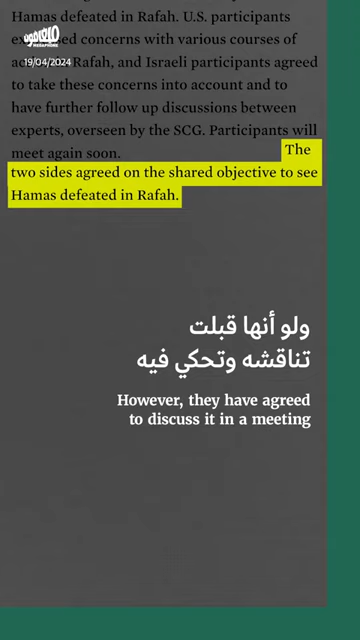 Hamas defeated in Rafah. U.S. participants
concerns with various courses of
Rafah, and Israeli participants agreed
to take these concerns into account and to
have further follow up discussions between
experts, overseen by the SCG. Participants will
meet again soon. The
two sides agreed on the shared objective to see
Hamas defeated in Rafah.
ميغافون
MEGAPHONE
19/04/2024
ولو أنها قبلت
تناقشه وتحكي فيه
However, they have agreed
to discuss it in a meeting